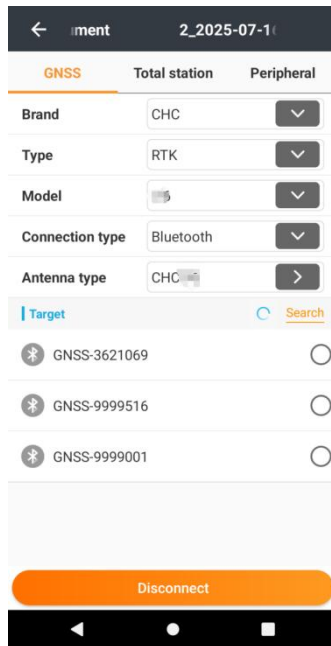 ment 2_2025-07-1
GNSS Total station Peripheral
Brand CHC
Type RTK
Model
Connection type Bluetooth
Antenna type CHC
Target Search
GNSS-3621069
GNSS-9999516
GNSS-9999001
Disconnect